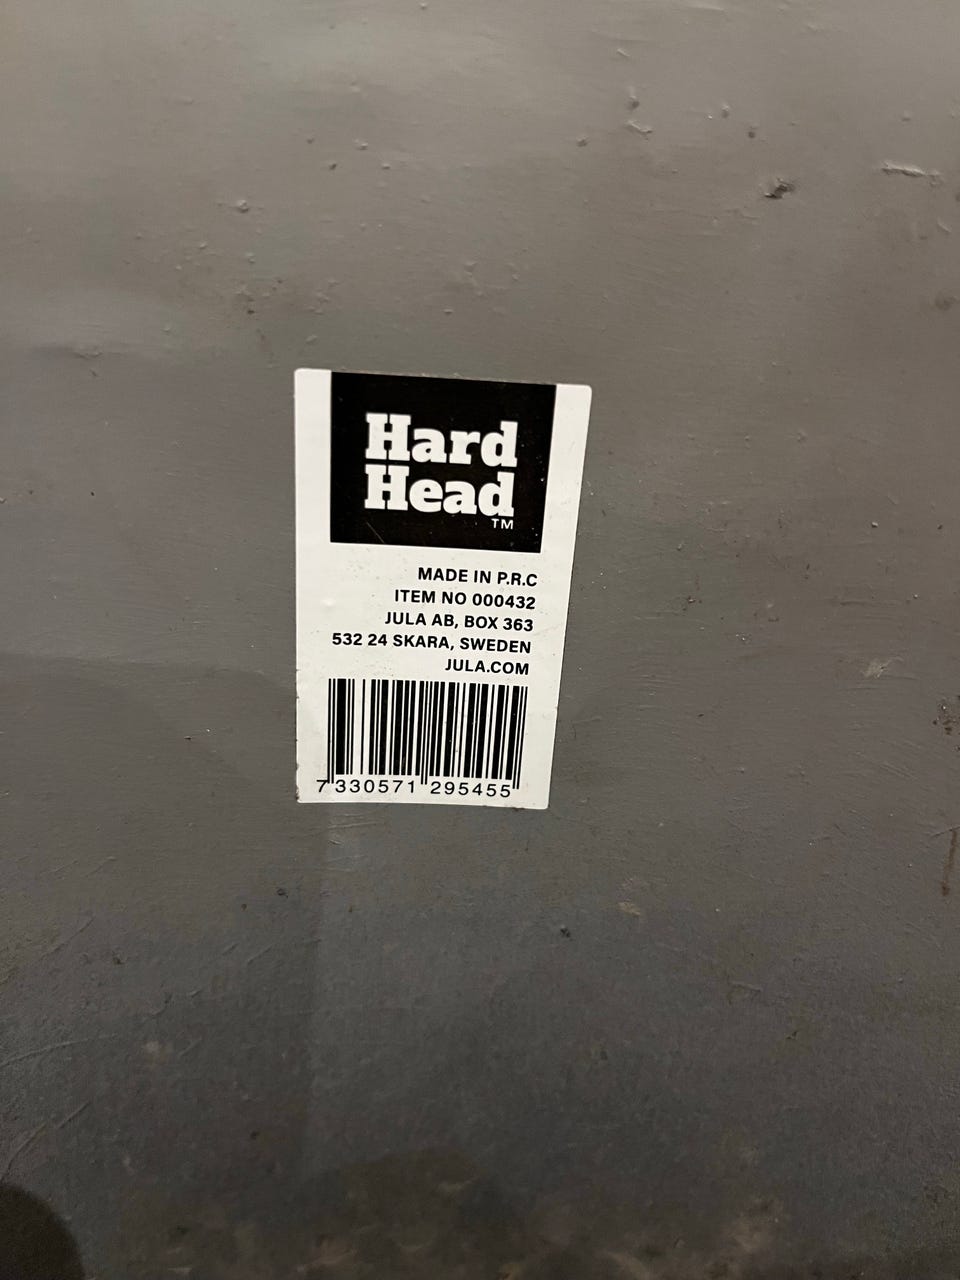 Hard
Head
TM
MADE IN P.R.C
ITEM NO 000432
JULA AB, BOX 363
532 24 SKARA, SWEDEN
JULA.COM
7 330571 295455